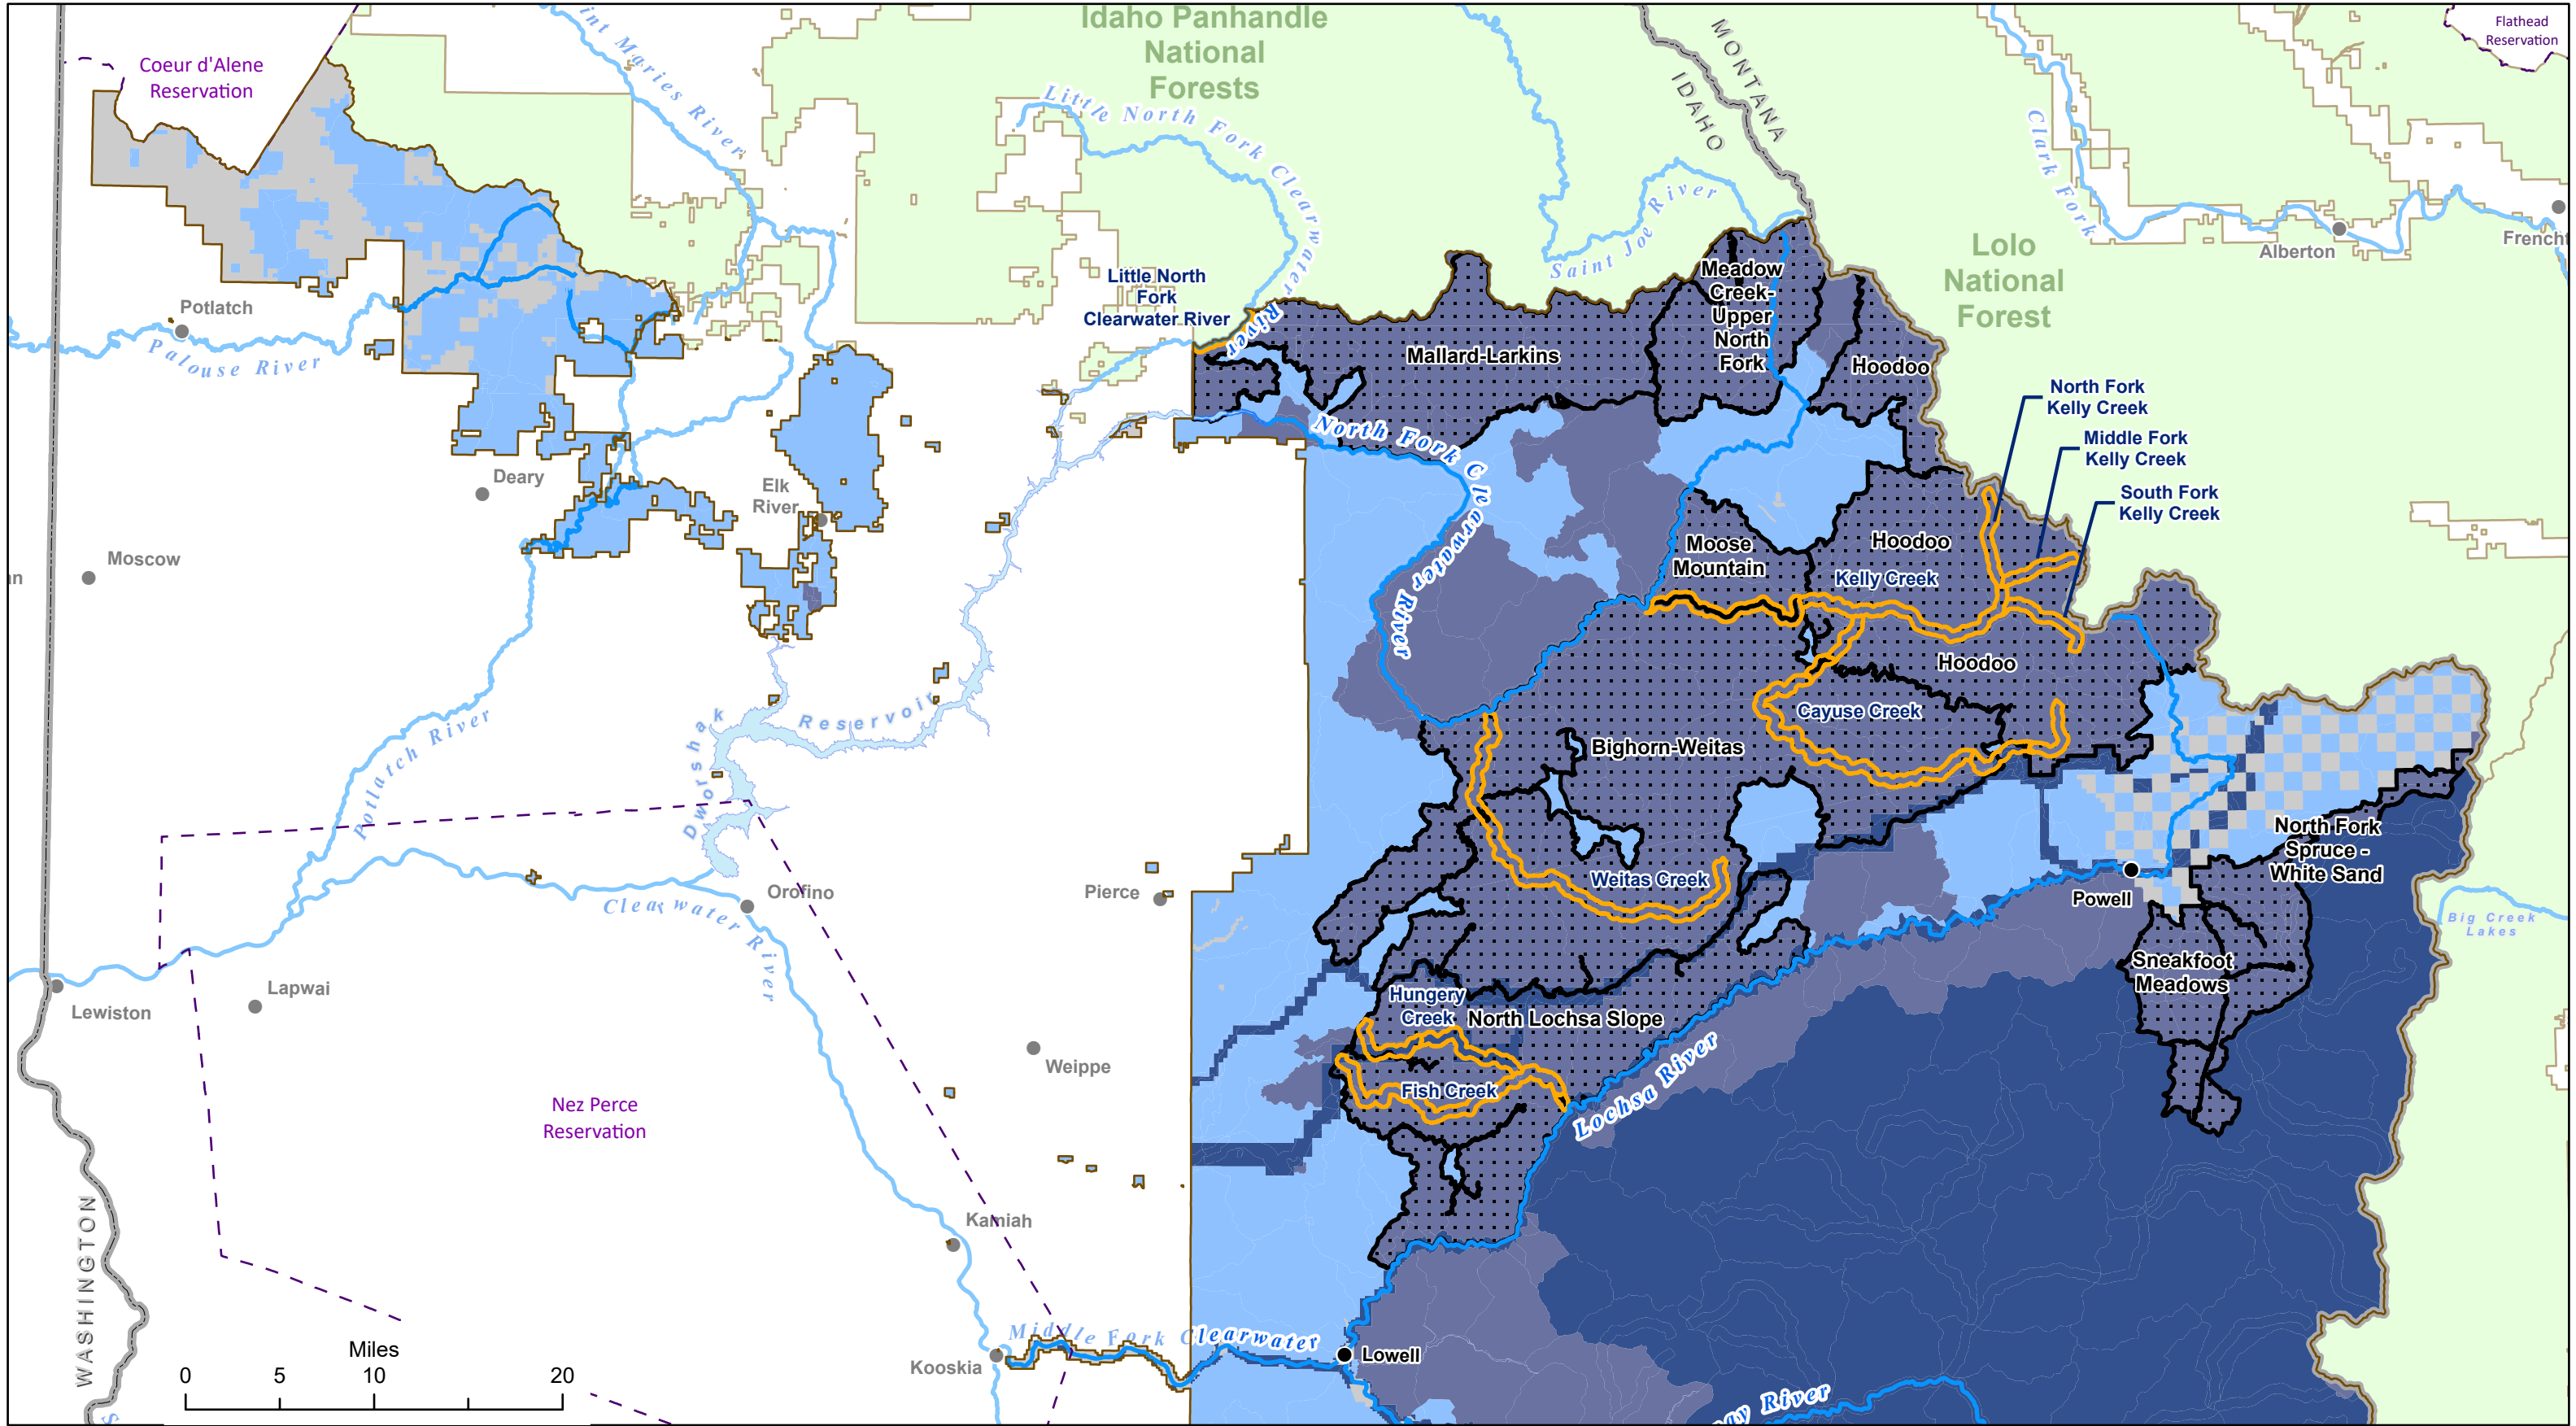 Idaho Panhandle
National
Forests
Coeur d'Alene
Reservation
int Maries River
Little North Fork Clearwater River
MONTANA
IDAHO
Clark Fork
Flathead
Reservation
Saint Joe River
Lolo
National
Forest
Alberton
Frencht
Potlatch
Palouse River
Little North
Fork
Clearwater River
Mallard-Larkins
Meadow
Creek-
Upper
North
Fork
Hoodoo
North Fork
Kelly Creek
Middle Fork
Kelly Creek
South Fork
Kelly Creek
North Fork Clearwater River
Deary
Elk
River
Moscow
Moose
Mountain
Hoodoo
Kelly Creek
Hoodoo
Cayuse Creek
Bighorn-Weitas
Dworshak Reservoir
Potlatch River
Weitas Creek
North Fork
Spruce -
White Sand
Powell
Big Creek
Lakes
Pierce
Orofino
Clearwater River
Sneakfoot
Meadows
Lapwai
Lewiston
Hungery
Creek
North Lochsa Slope
Fish Creek
Lochsa River
Weippe
Nez Perce
Reservation
WASHINGTON
Kamiah
Middle Fork Clearwater
Kooskia
Lowell
ay River
Miles
0 5 10 20
S